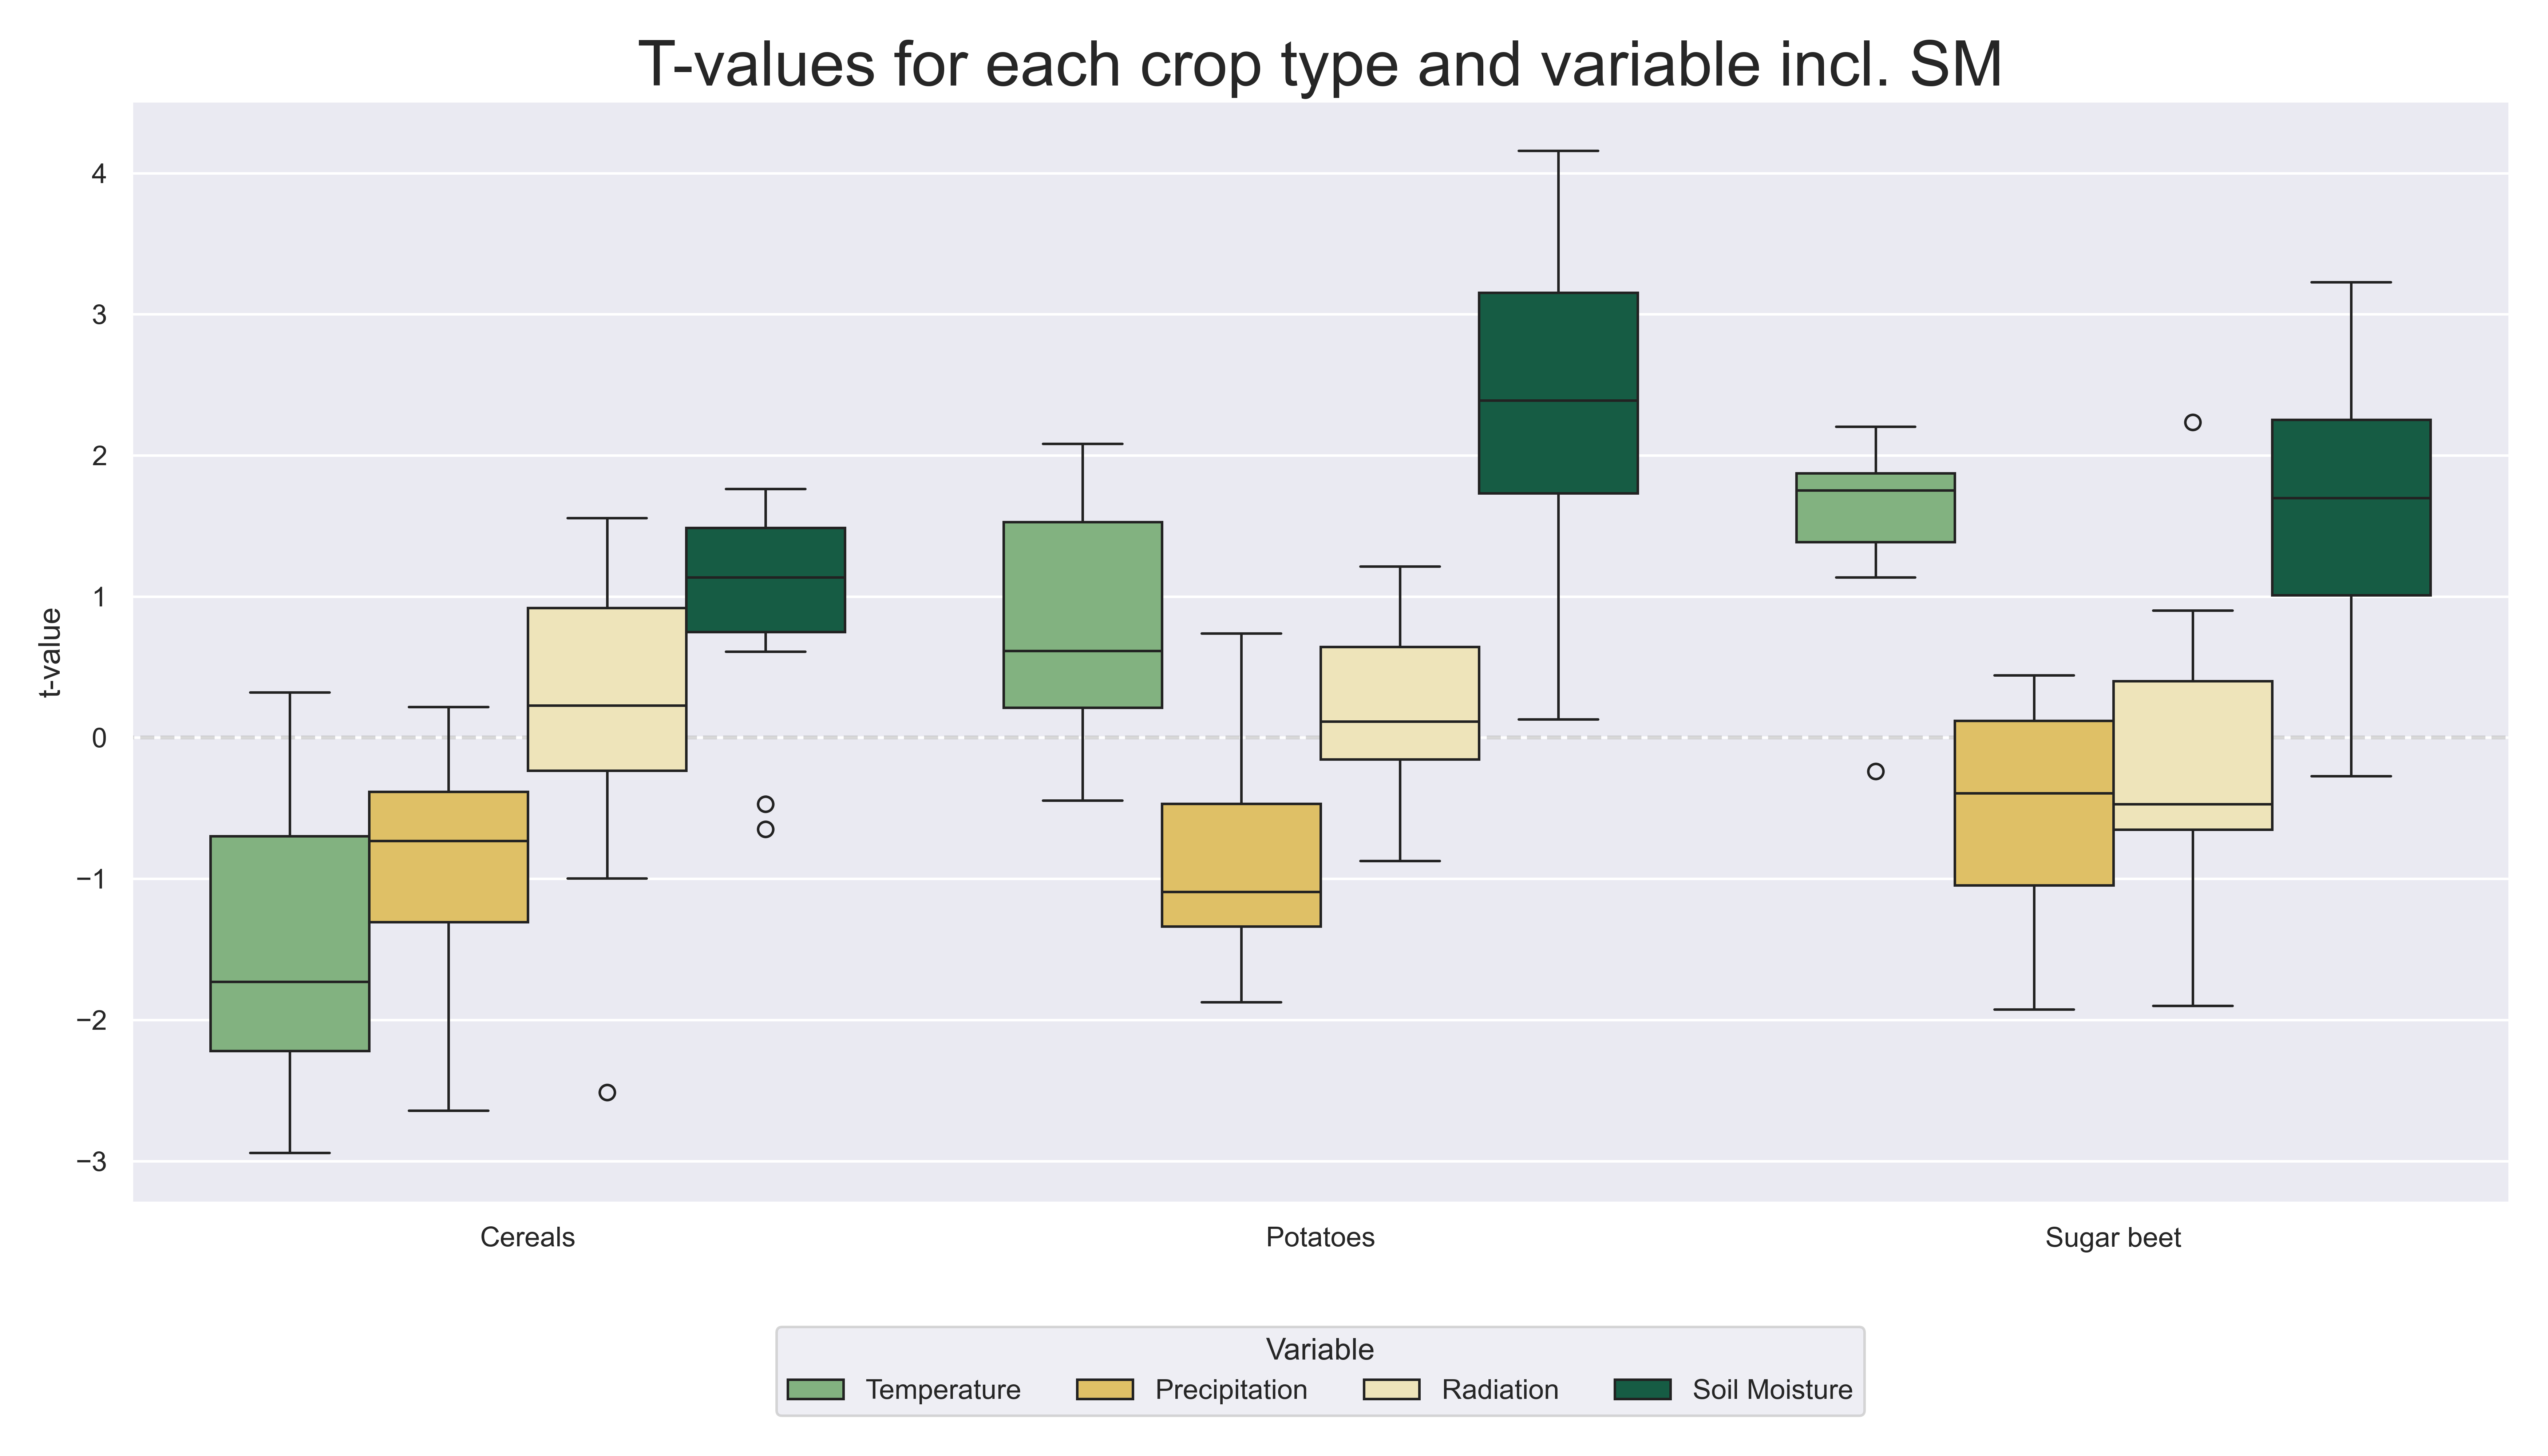 T-values for each crop type and variable incl. SM
4
3
2
1
0
−1
−2
−3
t-value
Cereals Potatoes Sugar beet
Variable
Temperature Precipitation Radiation Soil Moisture